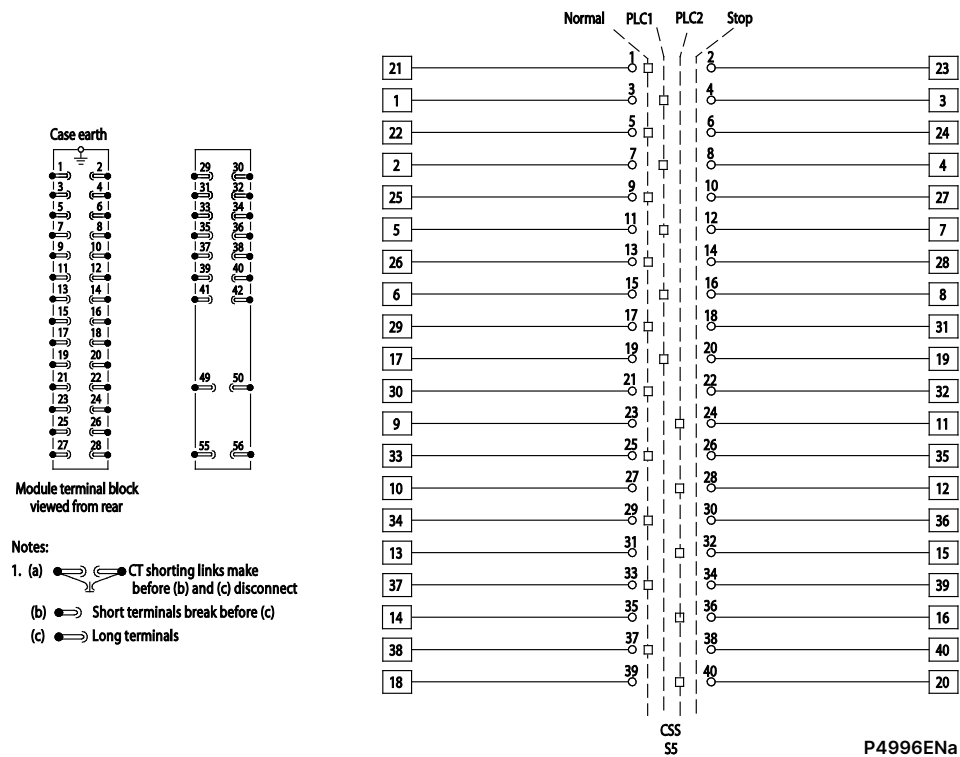 Normal PLC1 PLC2 Stop
21 1 2 23
1 3 4 3
22 5 6 24
2 7 8 4
25 9 10 27
5 11 12 7
26 13 14 28
6 15 16 8
29 17 18 31
17 19 20 19
30 21 22 32
9 23 24 11
33 25 26 35
10 27 28 12
34 29 30 36
13 31 32 15
37 33 34 39
14 35 36 16
38 37 38 40
18 39 40 20
CSS
S5
Case earth
1 2 29 30
3 4 31 32
5 6 33 34
7 8 35 36
9 10 37 38
11 12 39 40
13 14 41 42
15 16
17 18
19 20
21 22 49 50
23 24
25 26
27 28 55 56
Module terminal block
viewed from rear
Notes:
1. (a) CT shorting links make
before (b) and (c) disconnect
(b) Short terminals break before (c)
(c) Long terminals
P4996ENa